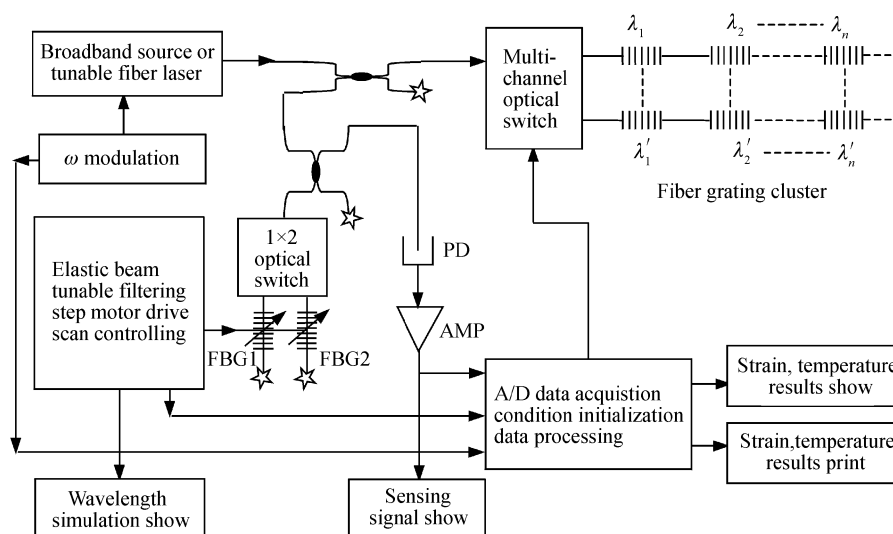 Broadband source or
tunable fiber laser
ω modulation
Elastic beam
tunable filtering
step motor drive
scan controlling
Wavelength
simulation show
1×2
optical
switch
FBG1
FBG2
PD
AMP
Sensing
signal show
Multi-
channel
optical
switch
λ₁ λ₂ λₙ
λ′₁ λ′₂ λ′ₙ
Fiber grating cluster
A/D data acquistion
condition initialization
data processing
Strain, temperature
results show
Strain,temperature
results print